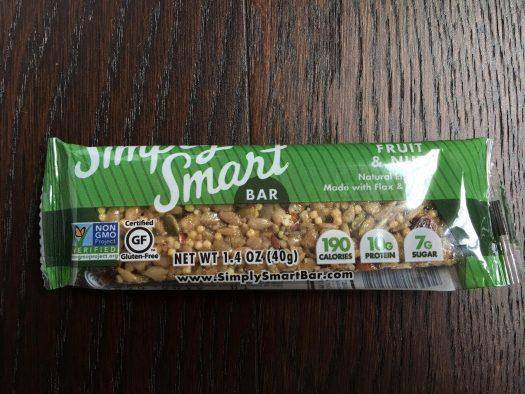 Simply
Smart
BAR
FRUIT
& NUT
Natural
Made with Flax &
NON
GMO
Project
VERIFIED
Certified
GF
Gluten-Free
190
CALORIES
10G
PROTEIN
7G
SUGAR
NET WT 1.4 OZ (40g)
www.SimplySmartBar.com